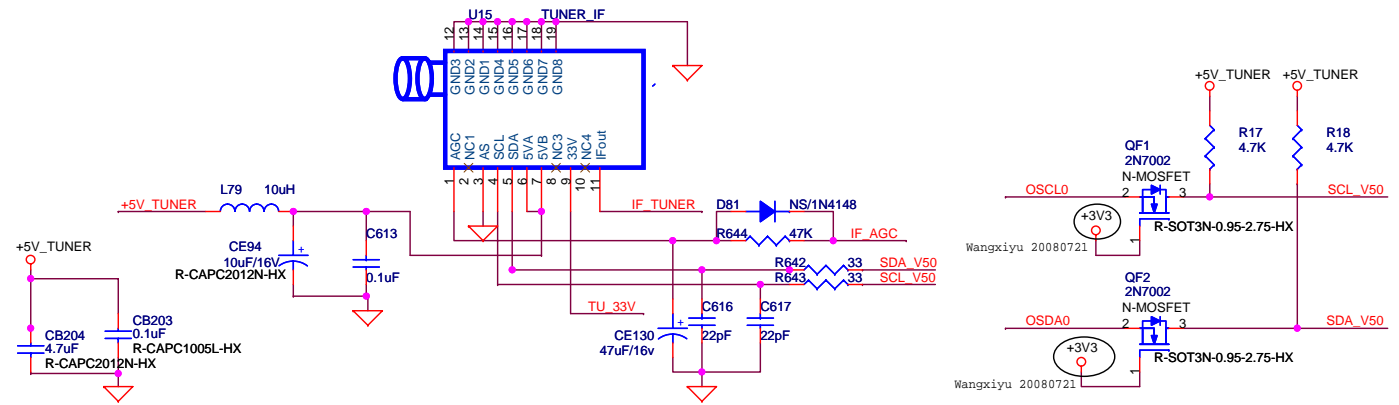 U15 TUNER_IF
12 13 14 15 16 17 18 19
GND3 GND2 GND1 GND4 GND5 GND6 GND7 GND8
AGC NC1 AS SCL SDA 5VA 5VB NC3 33V NC4 IFout
1 2 3 4 5 6 7 8 9 10 11
L79 10uH
+5V_TUNER
CE94
10uF/16V
R-CAPC2012N-HX
C613
0.1uF
+5V_TUNER
CB204
4.7uF
R-CAPC2012N-HX
CB203
0.1uF
R-CAPC1005L-HX
IF_TUNER
D81 NS/1N4148
R644 47K IF_AGC
R642 33 SDA_V50
R643 33 SCL_V50
TU_33V
CE130
47uF/16v
C616
22pF
C617
22pF
+5V_TUNER +5V_TUNER
R17
4.7K
R18
4.7K
QF1
2N7002
N-MOSFET
OSCL0 2 3 SCL_V50
+3V3
1
R-SOT3N-0.95-2.75-HX
Wangxiyu 20080721
QF2
2N7002
N-MOSFET
OSDA0 2 3 SDA_V50
+3V3
1
R-SOT3N-0.95-2.75-HX
Wangxiyu 20080721